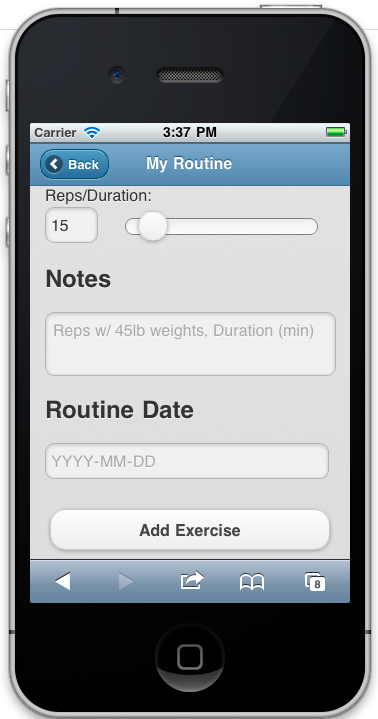 Carrier 3:37 PM
Back My Routine
Reps/Duration:
15
Notes
Reps w/ 45lb weights, Duration (min)
Routine Date
YYYY-MM-DD
Add Exercise
8